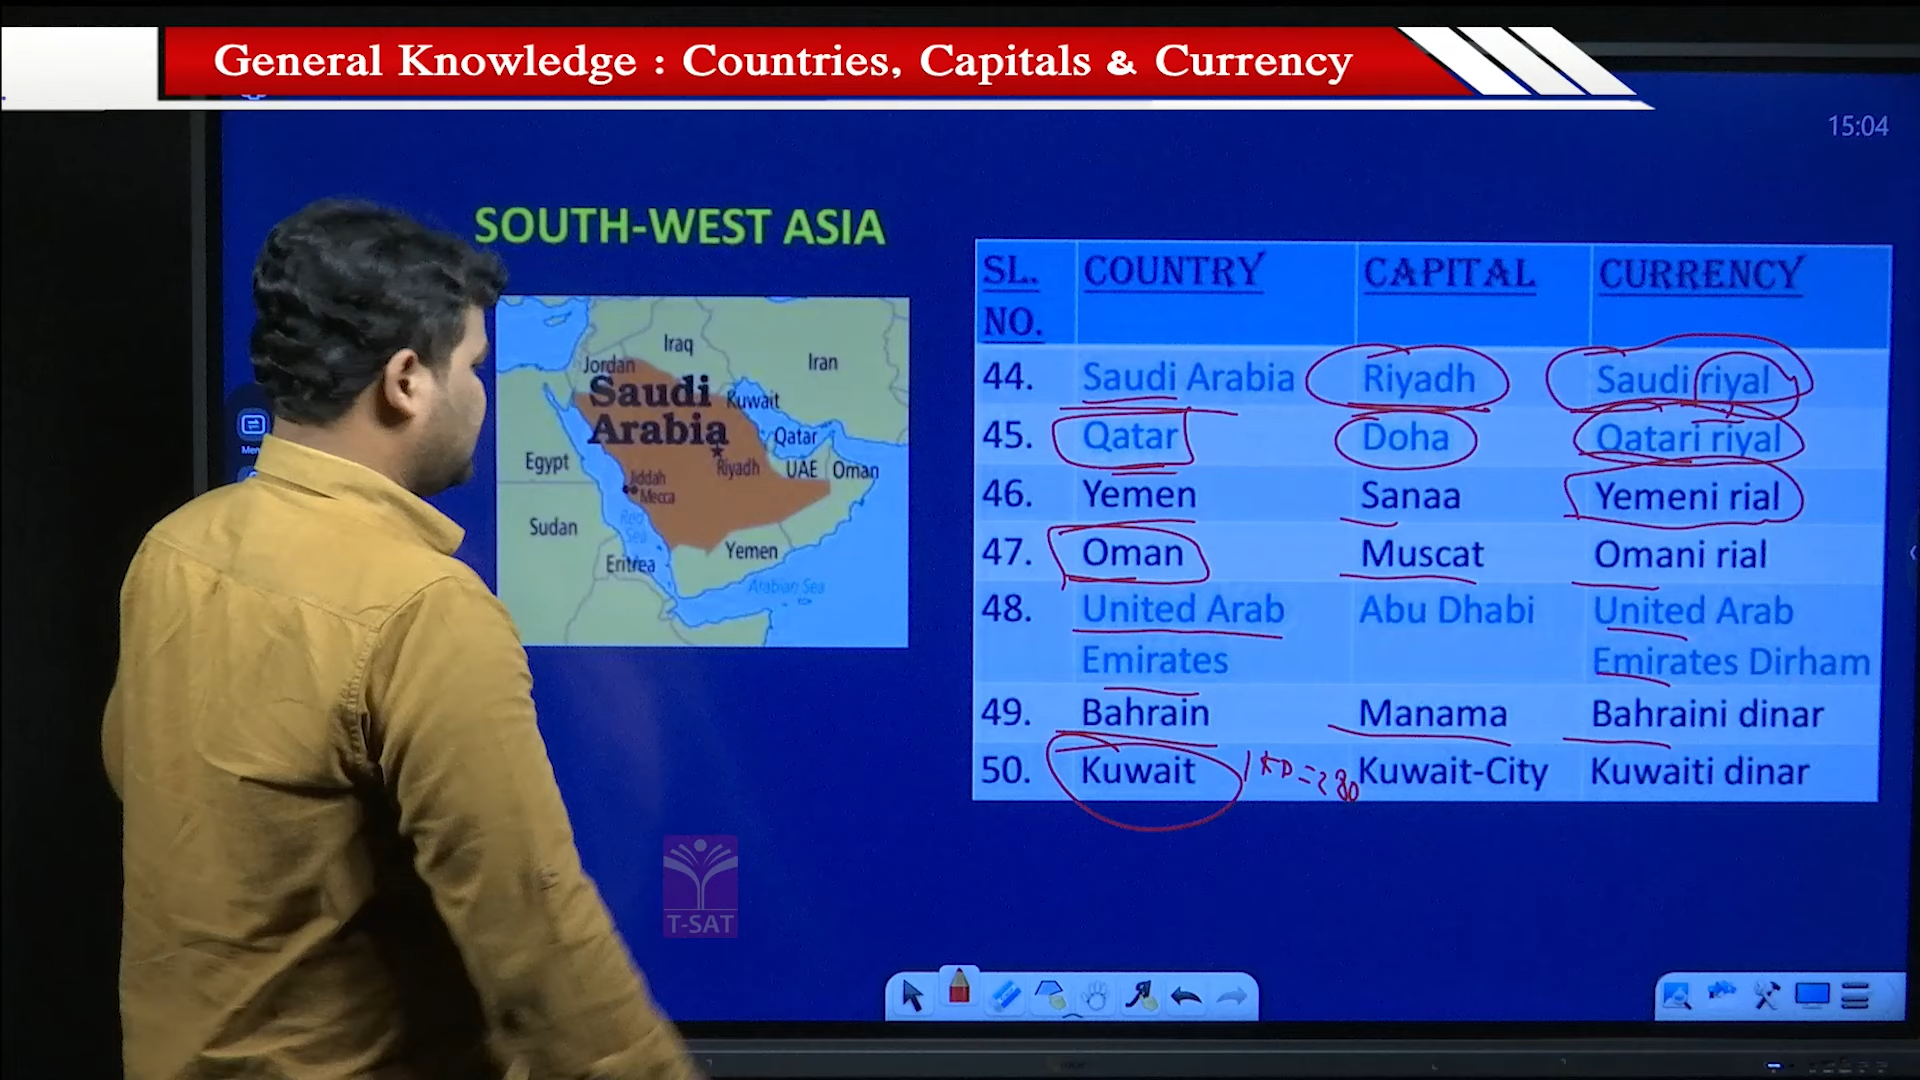 General Knowledge : Countries, Capitals & Currency
15:04
SOUTH-WEST ASIA
Iraq
Iran
Jordan
Saudi Arabia
Kuwait
Qatar
Riyadh
UAE
Oman
Egypt
Jiddah
Mecca
Red Sea
Sudan
Yemen
Eritrea
Arabian Sea
SL. NO. COUNTRY CAPITAL CURRENCY
44. Saudi Arabia Riyadh Saudi riyal
45. Qatar Doha Qatari riyal
46. Yemen Sanaa Yemeni rial
47. Oman Muscat Omani rial
48. United Arab Emirates Abu Dhabi United Arab Emirates Dirham
49. Bahrain Manama Bahraini dinar
50. Kuwait 1 KD = 280 Kuwait-City Kuwaiti dinar
T-SAT